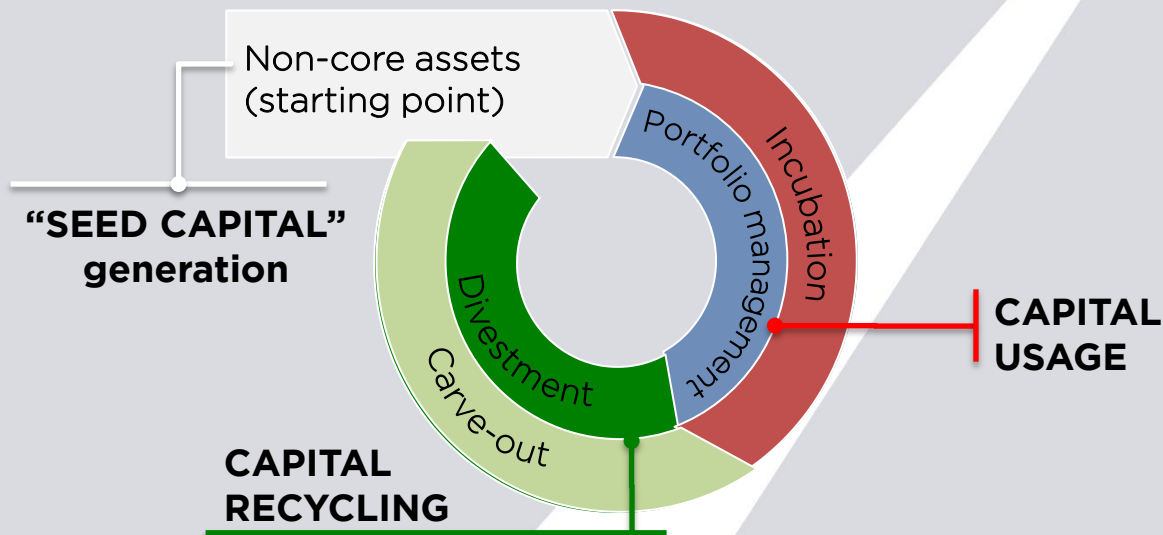 Non-core assets
(starting point)
“SEED CAPITAL”
generation
Portfolio management
Incubation
CAPITAL
USAGE
Divestment
Carve-out
CAPITAL
RECYCLING